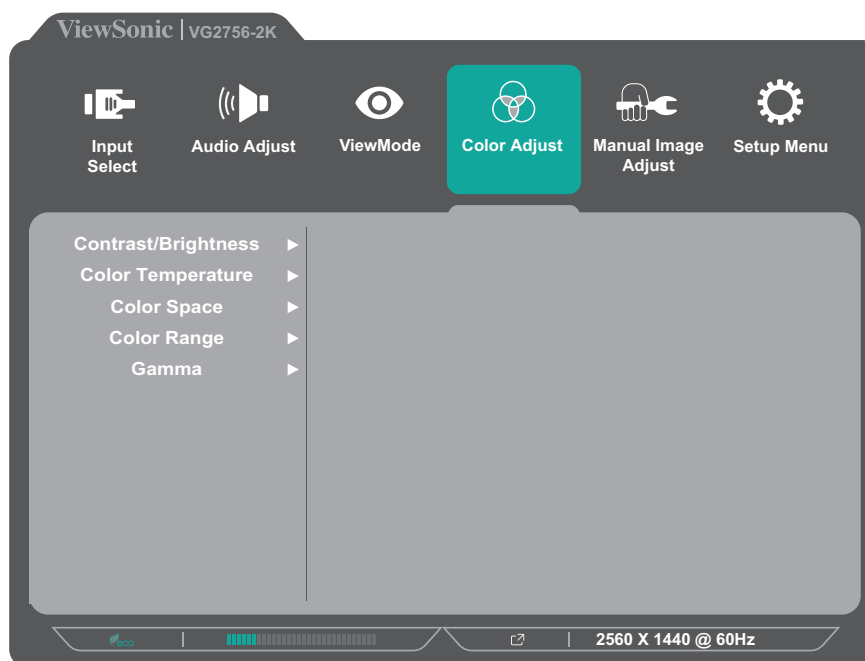 ViewSonic | VG2756-2K
Input Select
Audio Adjust
ViewMode
Color Adjust
Manual Image Adjust
Setup Menu
Contrast/Brightness
Color Temperature
Color Space
Color Range
Gamma
eco
2560 X 1440 @ 60Hz